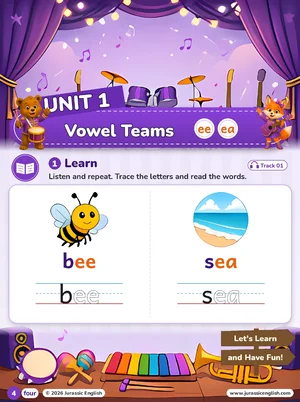 UNIT 1
Vowel Teams ee ea
1 Learn
Track 01
Listen and repeat. Trace the letters and read the words.
bee
sea
bee
sea
Let's Learn
and Have Fun!
4 four © 2026 Jurassic English
www.jurassicenglish.com